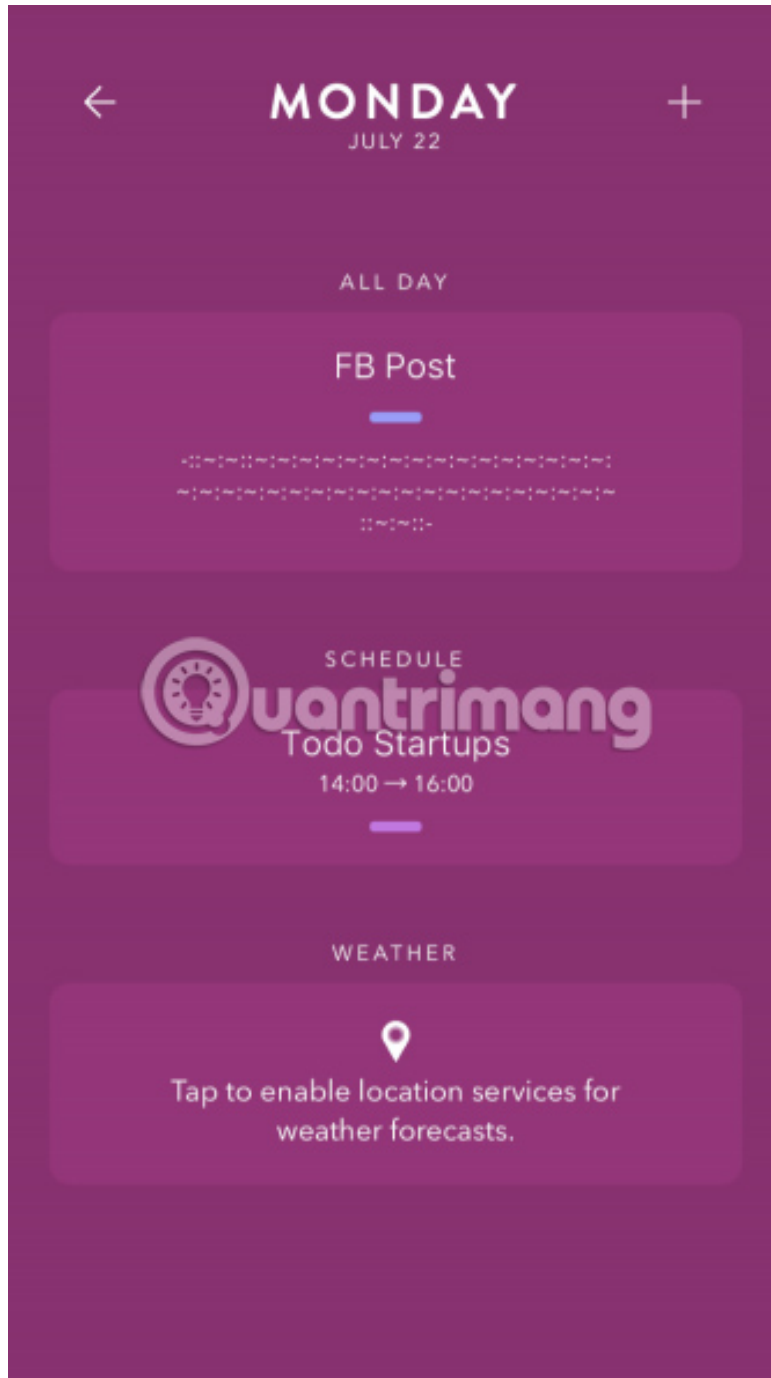 MONDAY
JULY 22
ALL DAY
FB Post
-::~:~::~:~:~:~:~:~:~:~:~:~:~:~:~:~:~:~:
~:~:~:~:~:~:~:~:~:~:~:~:~:~:~:~:~:~:~:~
::~:~::-
SCHEDULE
Quantrimang
Todo Startups
14:00 → 16:00
WEATHER
Tap to enable location services for
weather forecasts.